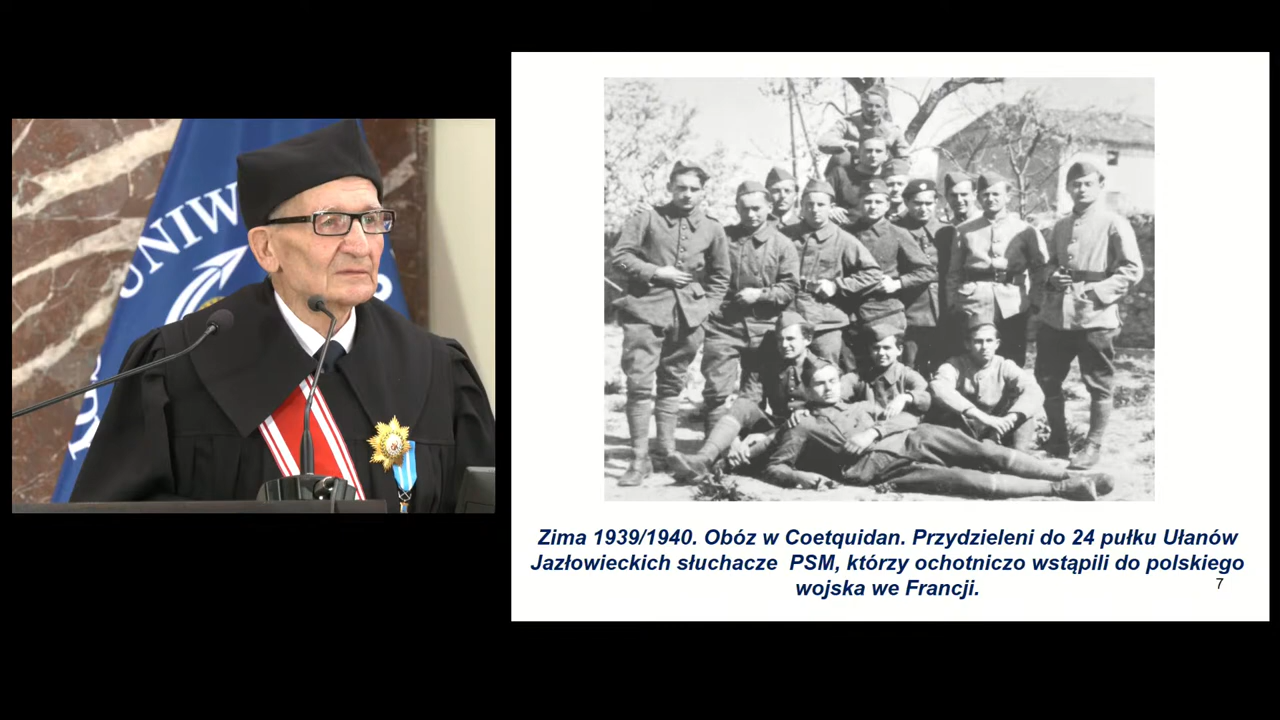 UNIW
Zima 1939/1940. Obóz w Coetquidan. Przydzieleni do 24 pułku Ułanów
Jazłowieckich słuchacze PSM, którzy ochotniczo wstąpili do polskiego
wojska we Francji.
7